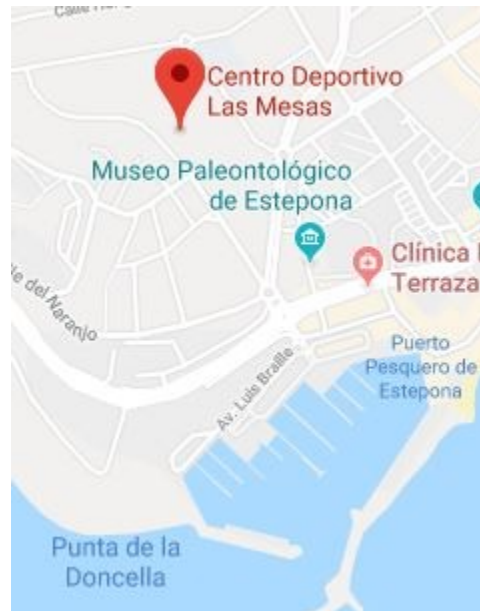 Centro Deportivo
Las Mesas
Museo Paleontológico
de Estepona
Clínica
Terraza
del Naranjo
Puerto
Pesquero de
Estepona
Av. Luis Braille
Punta de la
Doncella